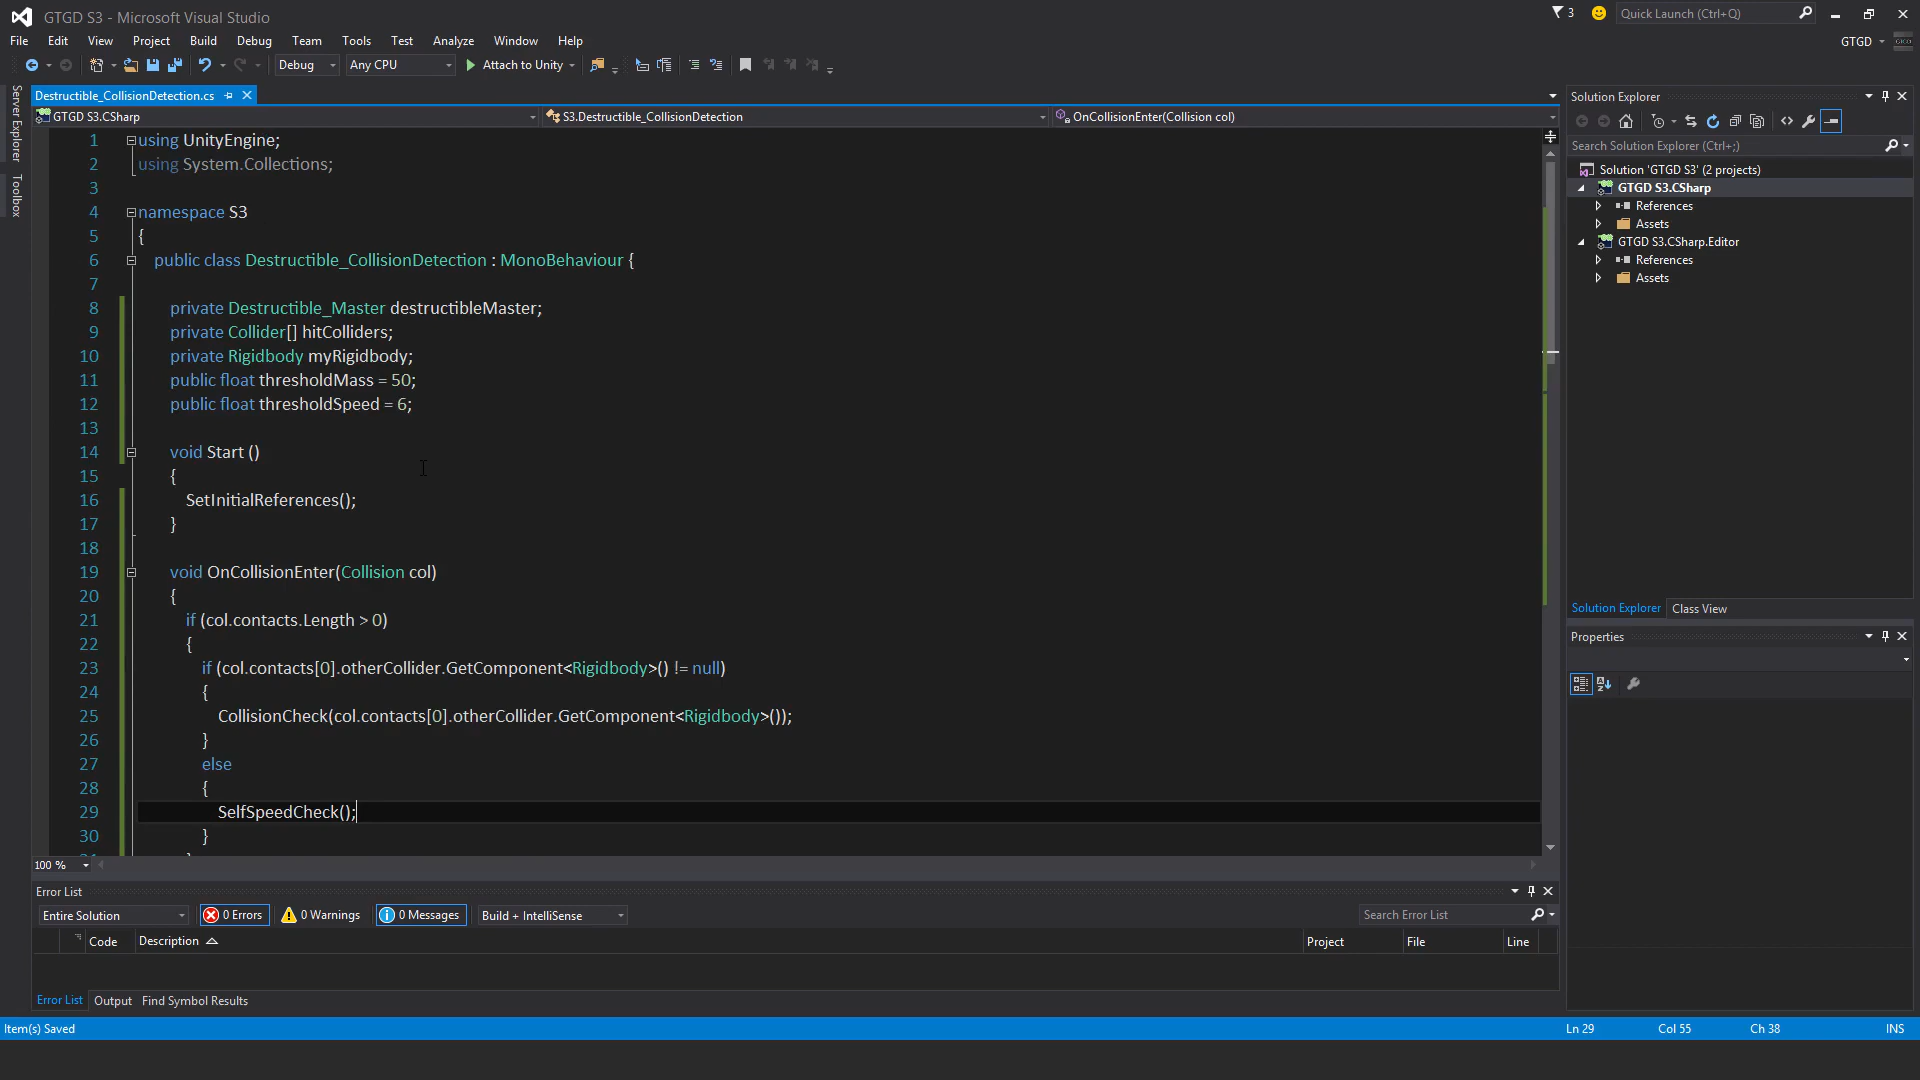 GTGD S3 - Microsoft Visual Studio
3
Quick Launch (Ctrl+Q)
File Edit View Project Build Debug Team Tools Test Analyze Window Help
GTGD
Debug Any CPU Attach to Unity
Server Explorer
Toolbox
Destructible_CollisionDetection.cs
GTGD S3.CSharp S3.Destructible_CollisionDetection OnCollisionEnter(Collision col)
1 using UnityEngine;
2 using System.Collections;
3
4 namespace S3
5 {
6 public class Destructible_CollisionDetection : MonoBehaviour {
7
8 private Destructible_Master destructibleMaster;
9 private Collider[] hitColliders;
10 private Rigidbody myRigidbody;
11 public float thresholdMass = 50;
12 public float thresholdSpeed = 6;
13
14 void Start ()
15 {
16 SetInitialReferences();
17 }
18
19 void OnCollisionEnter(Collision col)
20 {
21 if (col.contacts.Length > 0)
22 {
23 if (col.contacts[0].otherCollider.GetComponent<Rigidbody>() != null)
24 {
25 CollisionCheck(col.contacts[0].otherCollider.GetComponent<Rigidbody>());
26 }
27 else
28 {
29 SelfSpeedCheck();
30 }
100 %
Solution Explorer
Search Solution Explorer (Ctrl+;)
Solution 'GTGD S3' (2 projects)
GTGD S3.CSharp
References
Assets
GTGD S3.CSharp.Editor
References
Assets
Solution Explorer Class View
Properties
Error List
Entire Solution 0 Errors 0 Warnings 0 Messages Build + IntelliSense Search Error List
Code Description Project File Line
Error List Output Find Symbol Results
Item(s) Saved Ln 29 Col 55 Ch 38 INS